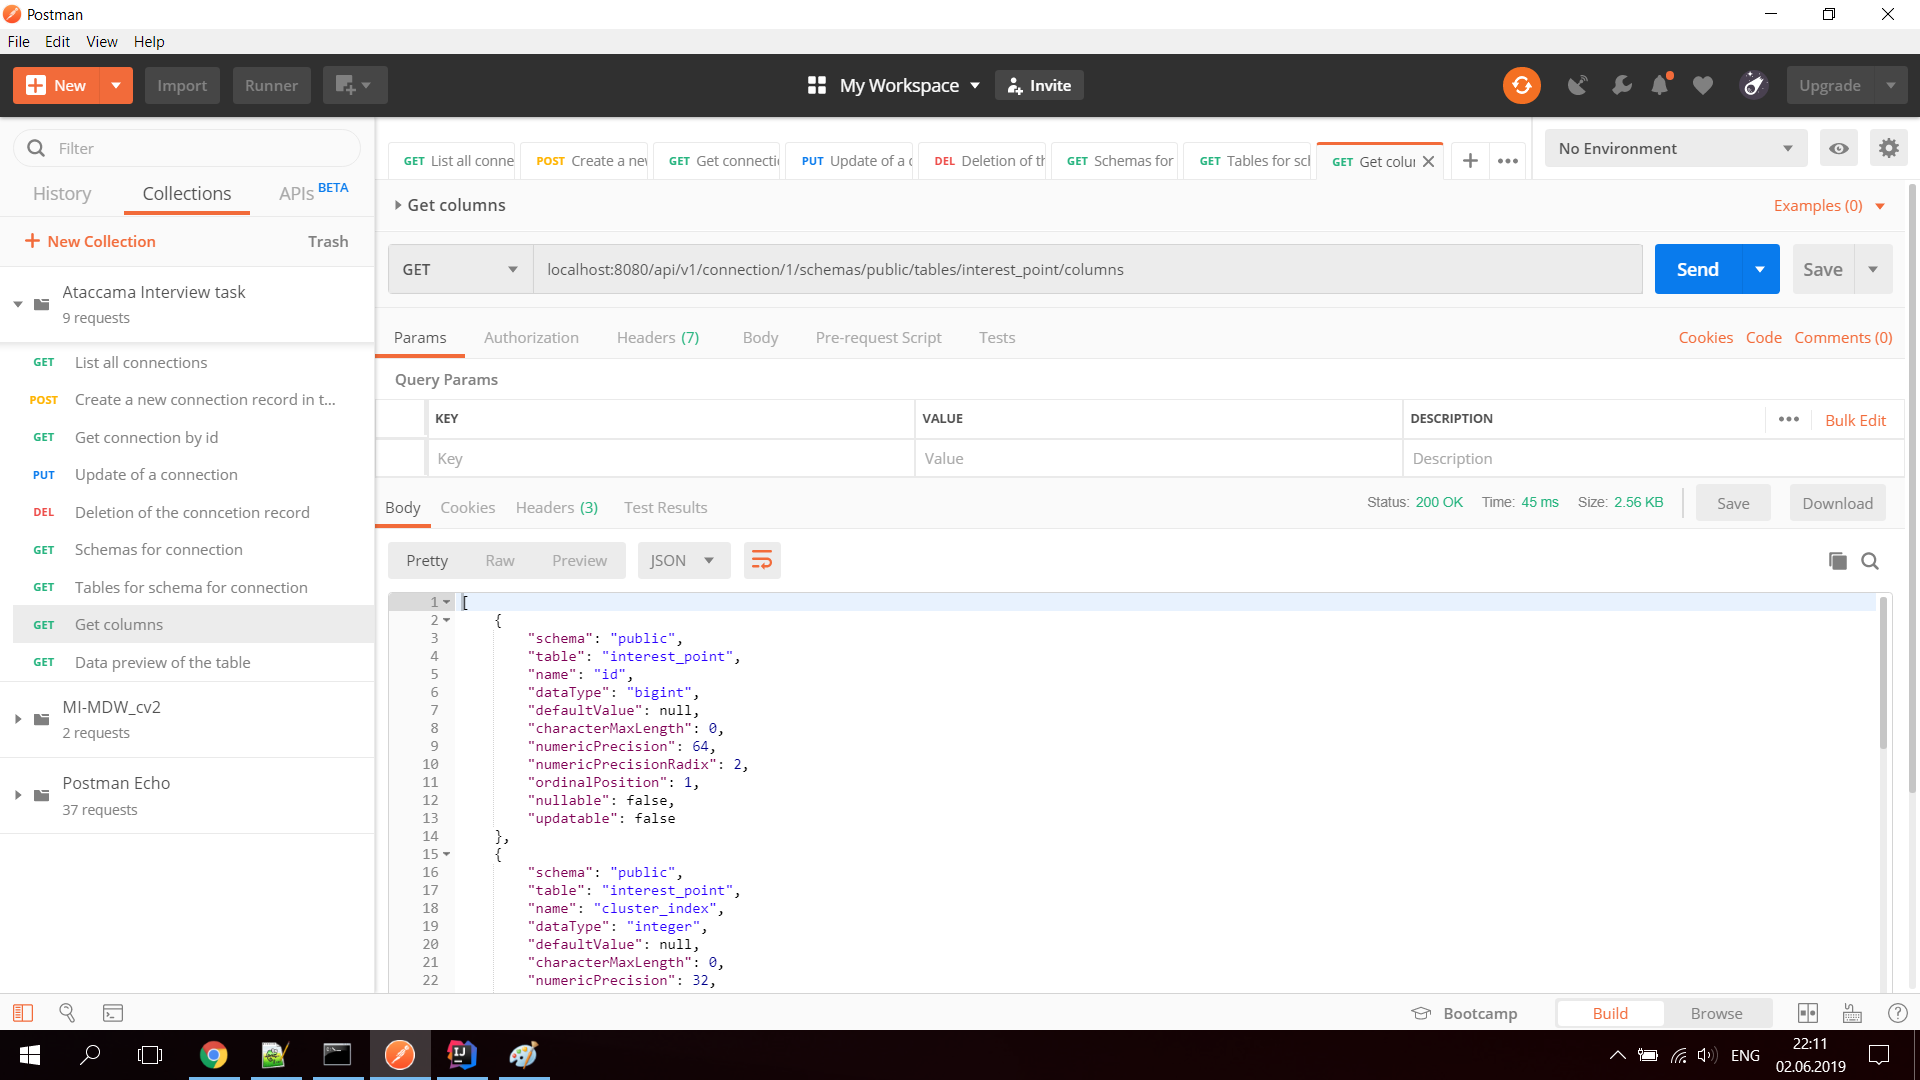 Postman
File Edit View Help
New Import Runner My Workspace Invite Upgrade
Filter
History Collections APIs BETA
New Collection Trash
Ataccama Interview task
9 requests
GET List all connections
POST Create a new connection record in t...
GET Get connection by id
PUT Update of a connection
DEL Deletion of the conncetion record
GET Schemas for connection
GET Tables for schema for connection
GET Get columns
GET Data preview of the table
MI-MDW_cv2
2 requests
Postman Echo
37 requests
GET List all conne POST Create a new GET Get connecti PUT Update of a c DEL Deletion of th GET Schemas for GET Tables for sch GET Get colur
No Environment
Get columns Examples (0)
GET localhost:8080/api/v1/connection/1/schemas/public/tables/interest_point/columns Send Save
Params Authorization Headers (7) Body Pre-request Script Tests Cookies Code Comments (0)
Query Params
KEY VALUE DESCRIPTION ••• Bulk Edit
Key Value Description
Body Cookies Headers (3) Test Results Status: 200 OK Time: 45 ms Size: 2.56 KB Save Download
Pretty Raw Preview JSON
1 [
2 {
3 "schema": "public",
4 "table": "interest_point",
5 "name": "id",
6 "dataType": "bigint",
7 "defaultValue": null,
8 "characterMaxLength": 0,
9 "numericPrecision": 64,
10 "numericPrecisionRadix": 2,
11 "ordinalPosition": 1,
12 "nullable": false,
13 "updatable": false
14 },
15 {
16 "schema": "public",
17 "table": "interest_point",
18 "name": "cluster_index",
19 "dataType": "integer",
20 "defaultValue": null,
21 "characterMaxLength": 0,
22 "numericPrecision": 32,
Bootcamp Build Browse
ENG
22:11
02.06.2019